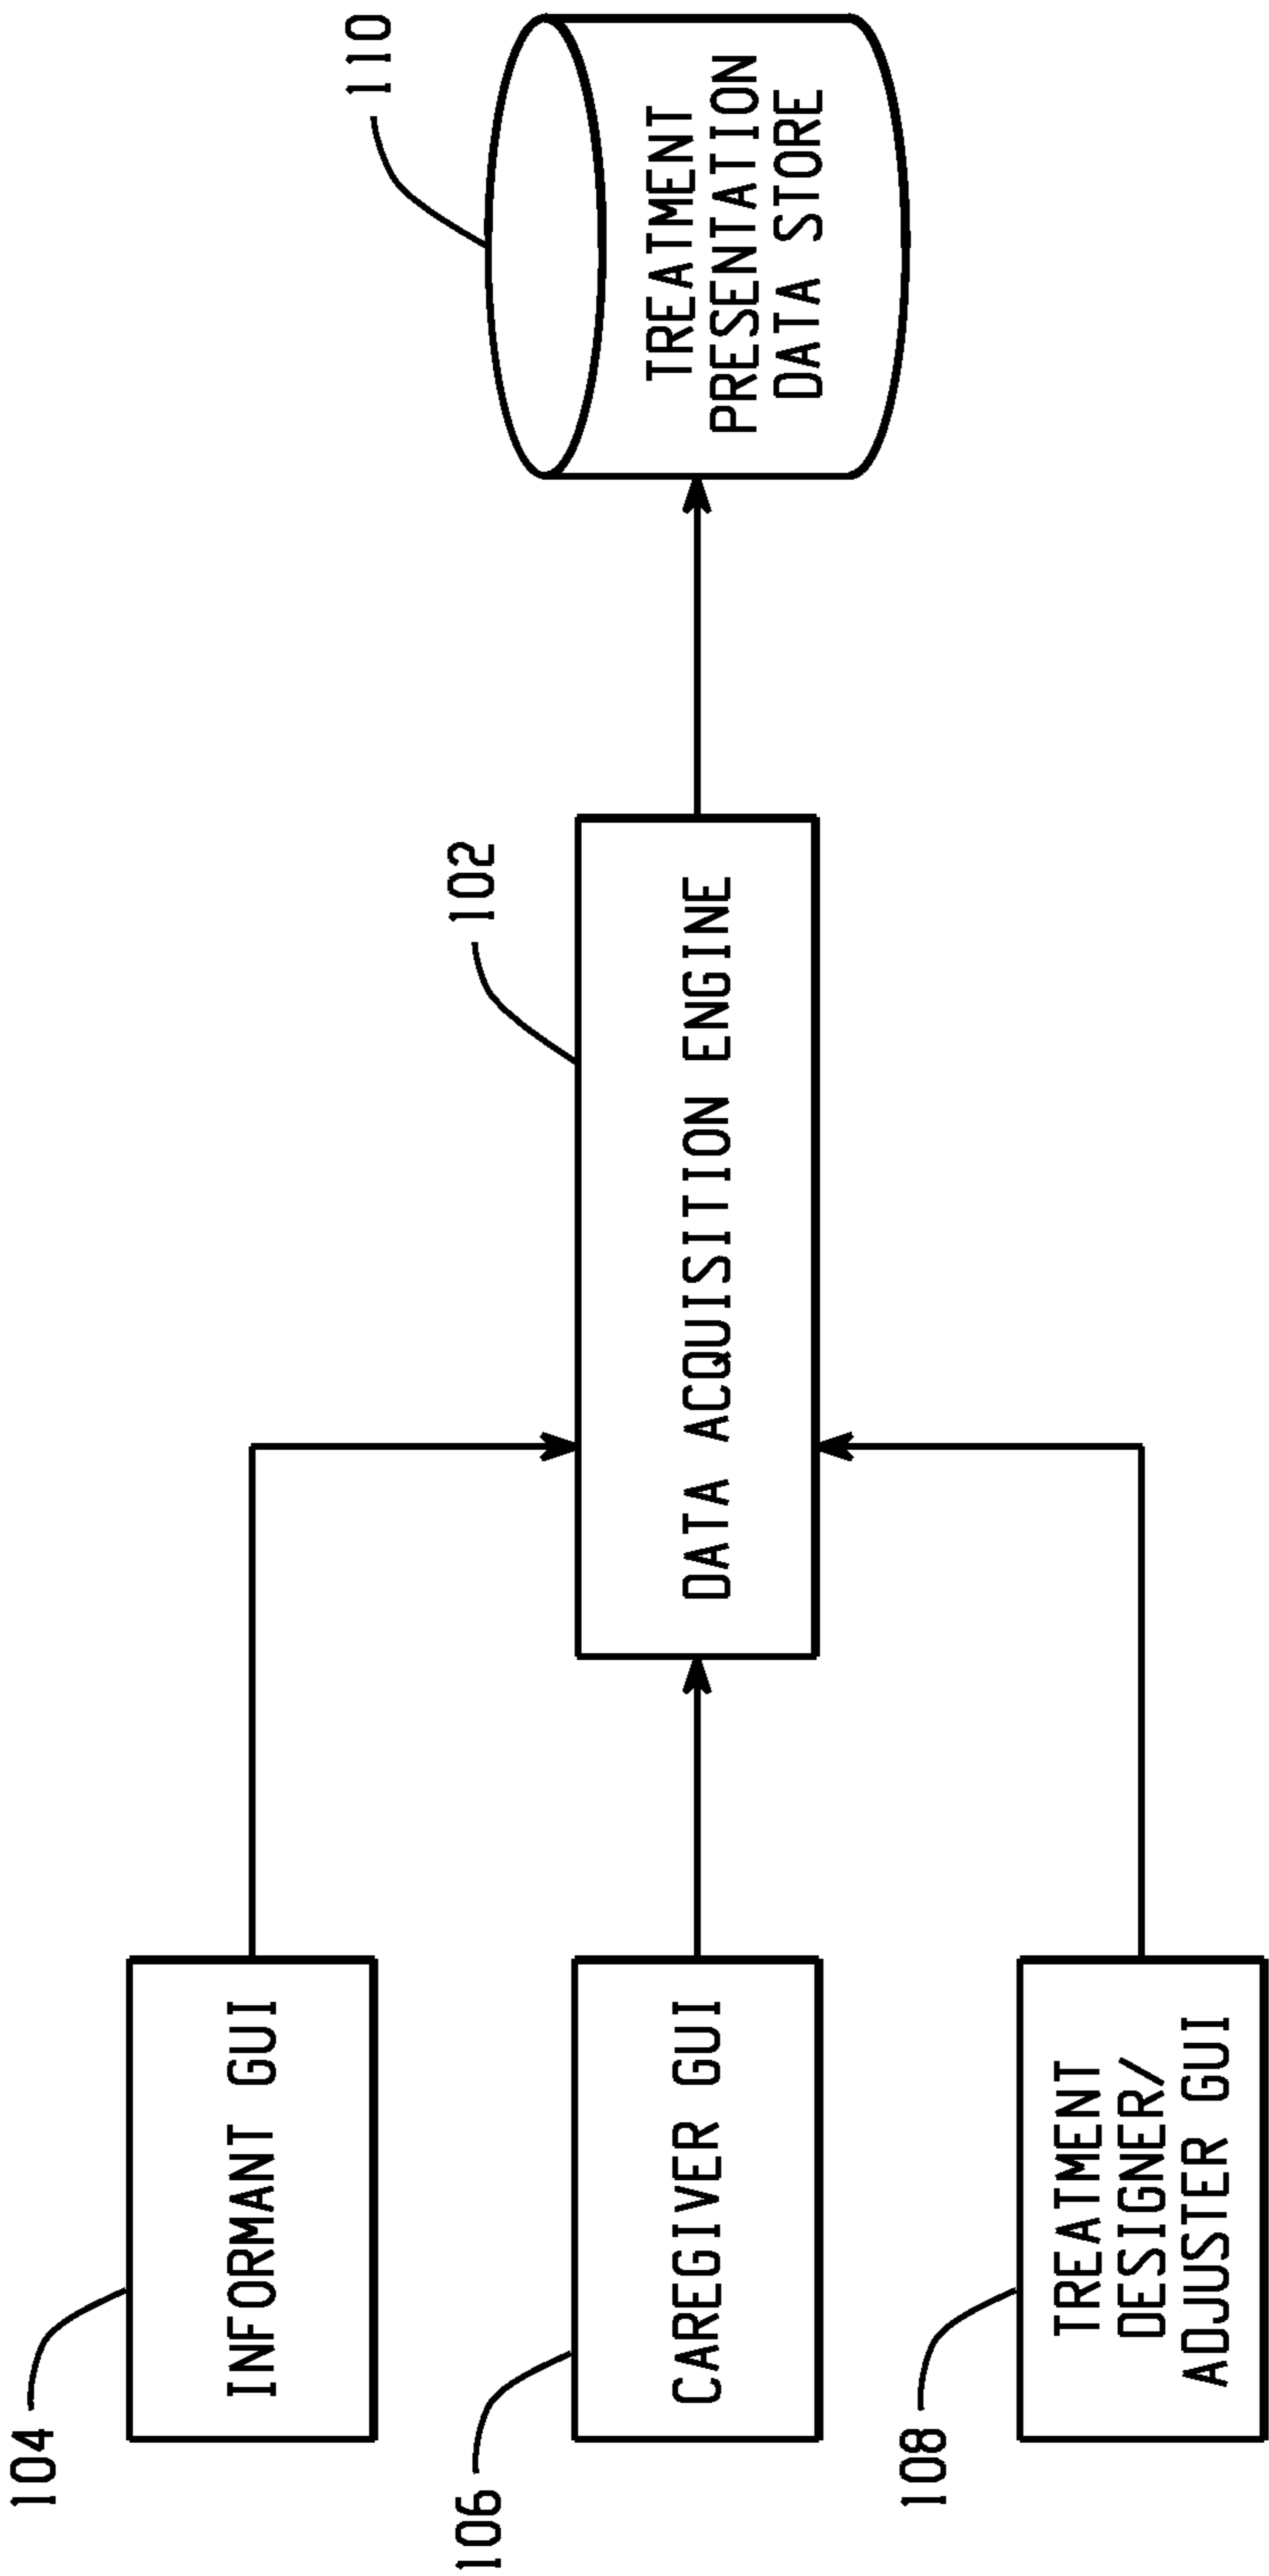 104
INFORMANT GUI
106
CAREGIVER GUI
108
TREATMENT
DESIGNER/
ADJUSTER GUI
102
DATA ACQUISITION ENGINE
110
TREATMENT
PRESENTATION
DATA STORE